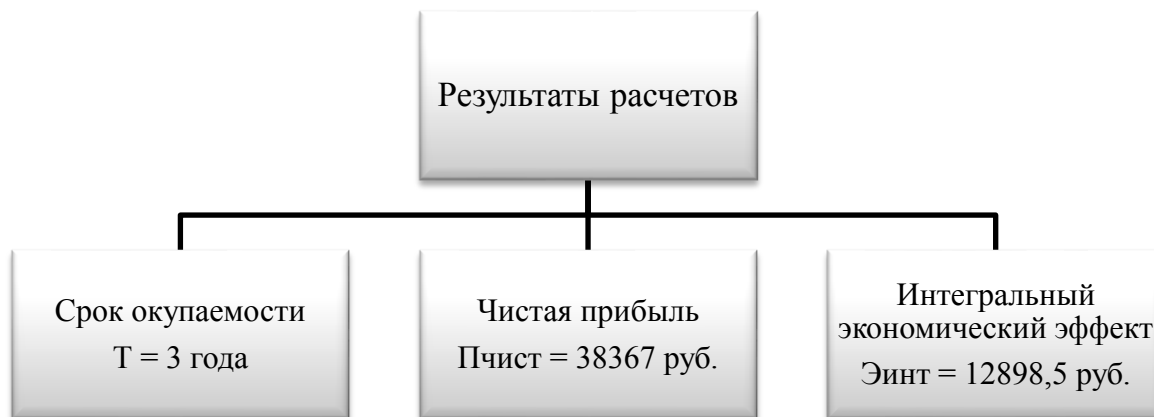 Результаты расчетов
Срок окупаемости
T = 3 года
Чистая прибыль
Пчист = 38367 руб.
Интегральный
экономический эффект
Эинт = 12898,5 руб.